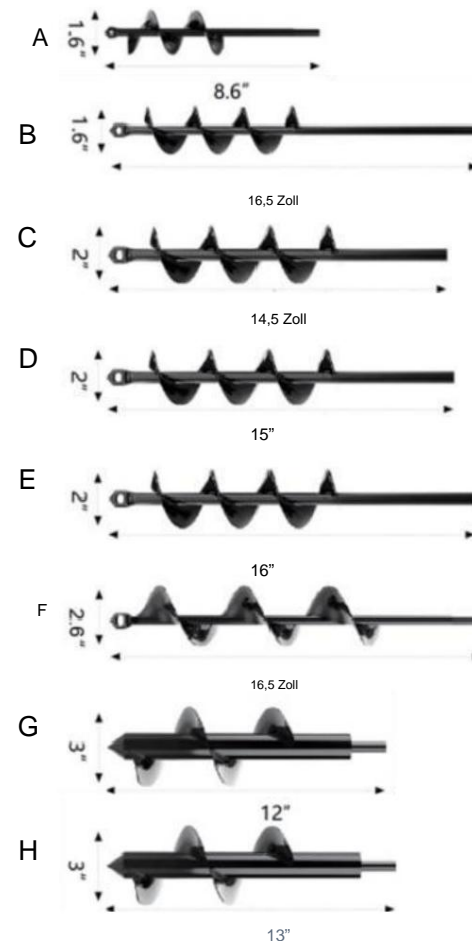 A 1.6"
8.6"
B 1.6"
16,5 Zoll
C 2"
14,5 Zoll
D 2"
15”
E 2"
16”
F 2.6"
16,5 Zoll
G 3"
12”
H 3"
13”